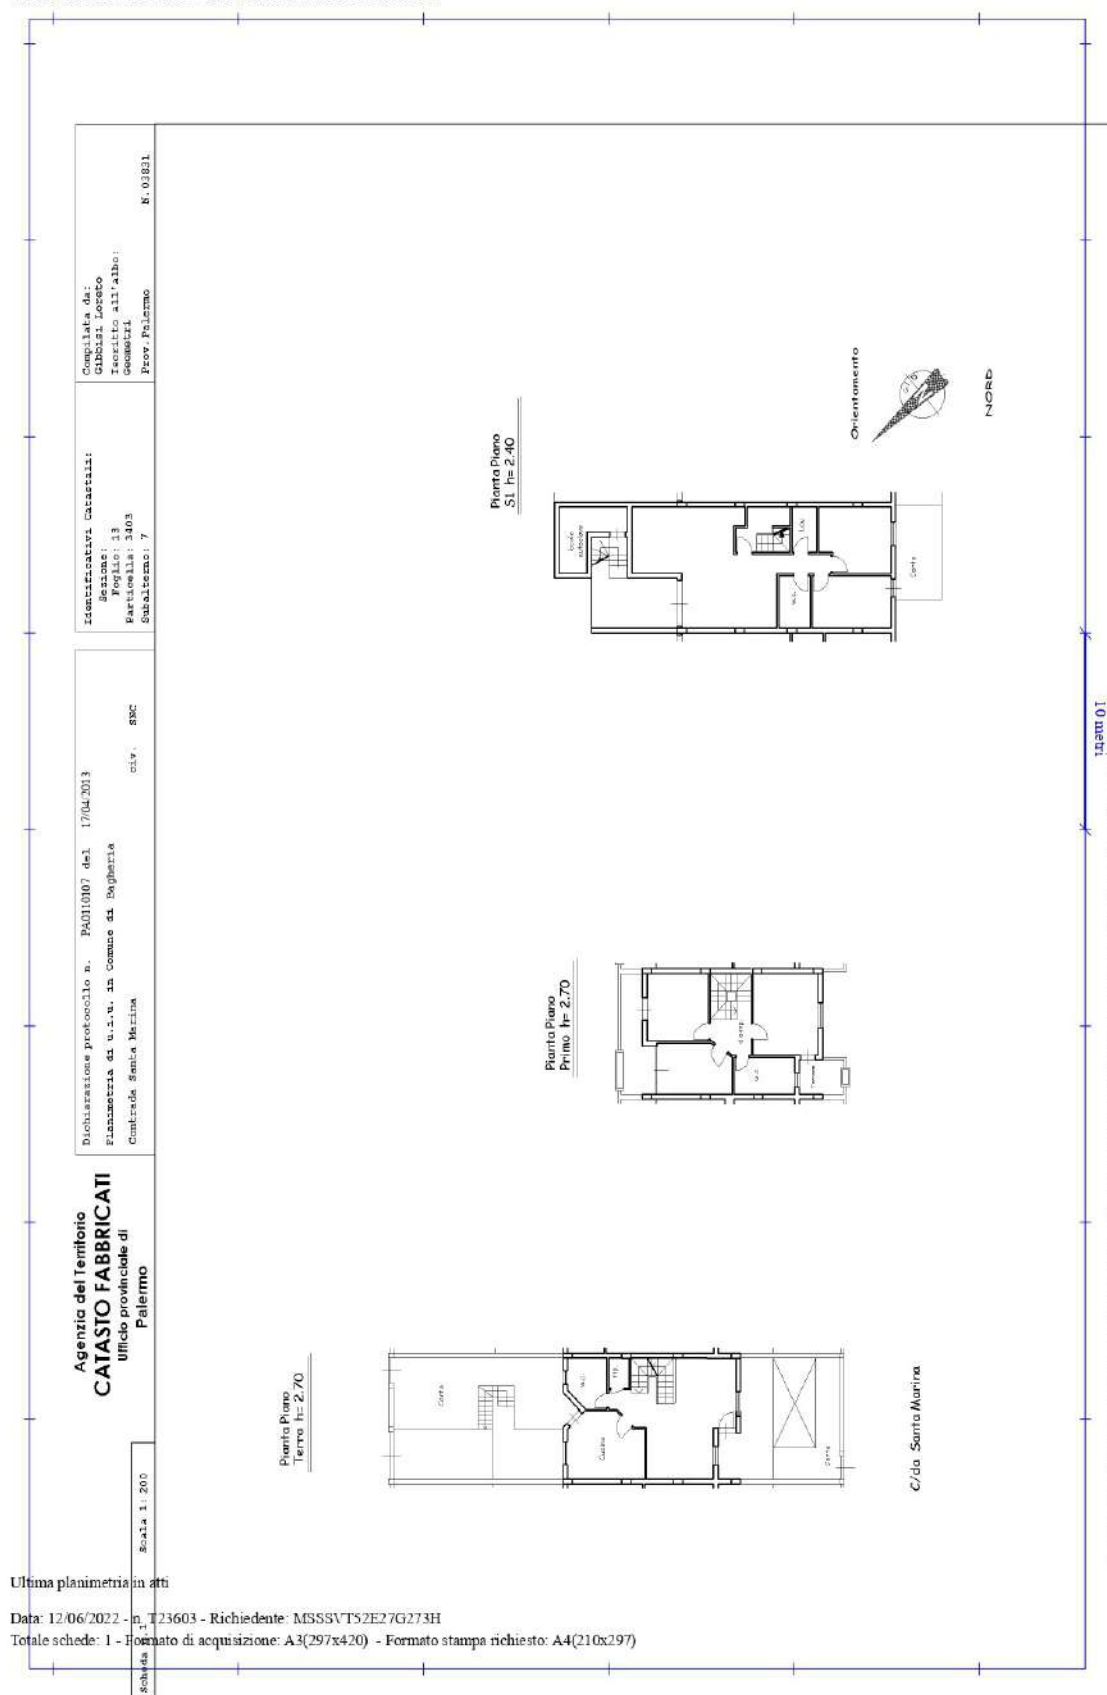 Agenzia del Territorio
CATASTO FABBRICATI
Ufficio provinciale di
Palermo
Dichiarazione protocollo n. PA0110107 del 17/04/2013
Planimetria di u.i.u. in Comune di Bagheria
Contrada Santa Marina civ. SNC
Identificativi Catastali:
Sezione:
Foglio: 13
Particella: 3403
Subalterno: 7
Compilata da:
Gibbisi Loreto
Iscritto all'albo:
Geometri
Prov. Palermo N. 03831
Scheda n. 1 Scala 1: 200
Pianta Piano
Terra h= 2.70
Corte
W.C.
rip.
Cucina
Corte
C/da Santa Marina
Pianta Piano
Primo h= 2.70
disimp.
W.C.
Pianta Piano
S1 h= 2.40
locale
autoclave
W.C.
Corte
Orientamento
NORD
10 metri
Ultima planimetria in atti
Data: 12/06/2022 - n. T23603 - Richiedente: MSSSVT52E27G273H
Totale schede: 1 - Formato di acquisizione: A3(297x420) - Formato stampa richiesto: A4(210x297)